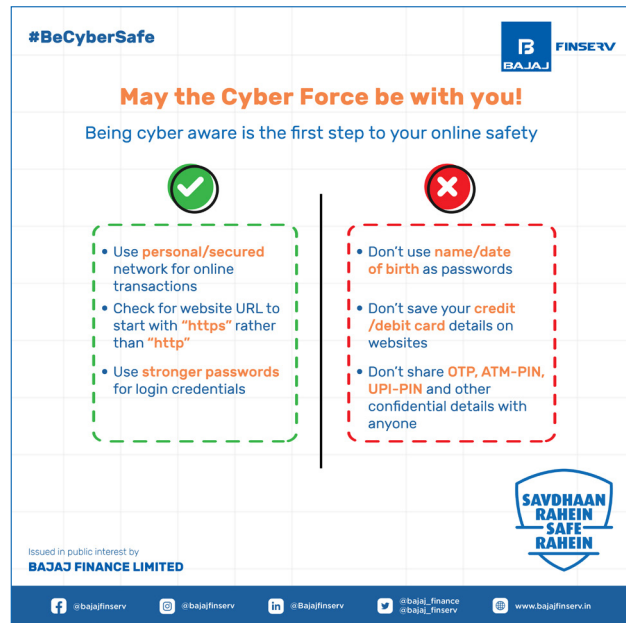 #BeCyberSafe
BAJAJ
FINSERV
May the Cyber Force be with you!
Being cyber aware is the first step to your online safety
• Use personal/secured
network for online
transactions
• Check for website URL to
start with “https” rather
than “http”
• Use stronger passwords
for login credentials
• Don’t use name/date
of birth as passwords
• Don’t save your credit
/debit card details on
websites
• Don’t share OTP, ATM-PIN,
UPI-PIN and other
confidential details with
anyone
SAVDHAAN
RAHEIN
SAFE
RAHEIN
Issued in public interest by
BAJAJ FINANCE LIMITED
@bajajfinserv
@bajajfinserv
@Bajajfinserv
@bajaj_finance
@bajaj_finserv
www.bajajfinserv.in